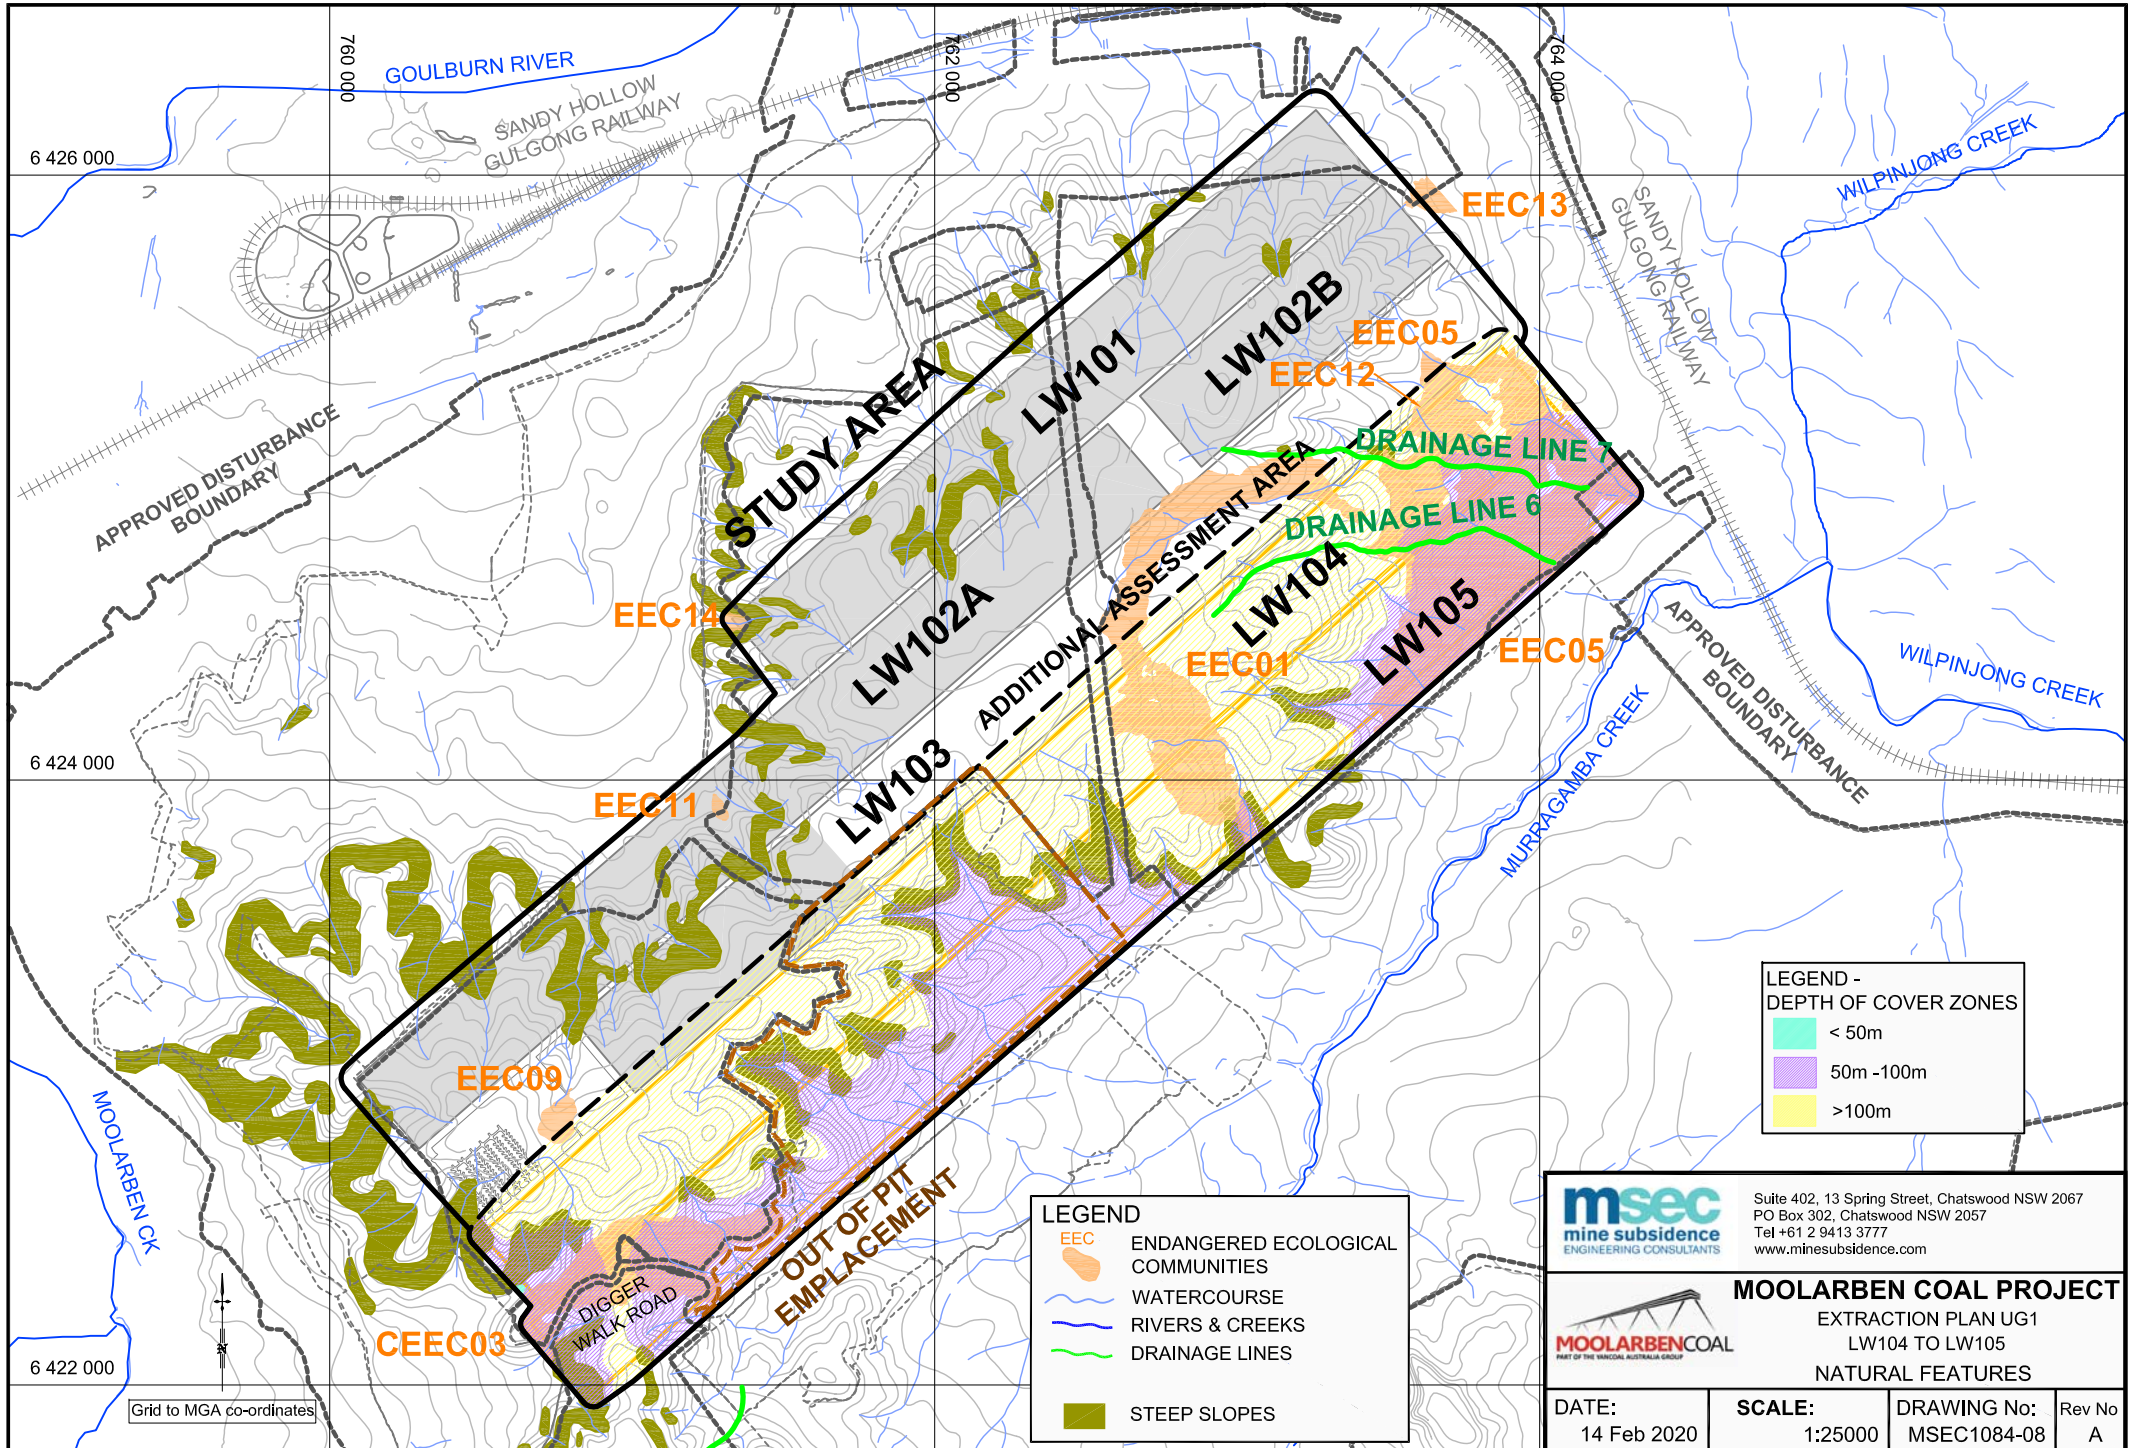 760 000
762 000
764 000
GOULBURN RIVER
SANDY HOLLOW
GULGONG RAILWAY
6 426 000
WILPINJONG CREEK
EEC13
SANDY HOLLOW
GULGONG RAILWAY
LW102B
EEC05
LW101
EEC12
STUDY AREA
APPROVED DISTURBANCE
BOUNDARY
DRAINAGE LINE 7
DRAINAGE LINE 6
ADDITIONAL ASSESSMENT AREA
EEC14
LW102A
LW104
LW105
EEC01
EEC05
APPROVED DISTURBANCE
BOUNDARY
WILPINJONG CREEK
6 424 000
LW103
EEC11
MURRAGAMBA CREEK
EEC09
MOOLARBEN CK
OUT OF PIT
EMPLACEMENT
DIGGER
WALK ROAD
CEEC03
6 422 000
N
Grid to MGA co-ordinates
LEGEND -
DEPTH OF COVER ZONES
< 50m
50m -100m
>100m
LEGEND
EEC
ENDANGERED ECOLOGICAL
COMMUNITIES
WATERCOURSE
RIVERS & CREEKS
DRAINAGE LINES
STEEP SLOPES
msec
mine subsidence
ENGINEERING CONSULTANTS
Suite 402, 13 Spring Street, Chatswood NSW 2067
PO Box 302, Chatswood NSW 2057
Tel +61 2 9413 3777
www.minesubsidence.com
MOOLARBENCOAL
PART OF THE YANCOAL AUSTRALIA GROUP
MOOLARBEN COAL PROJECT
EXTRACTION PLAN UG1
LW104 TO LW105
NATURAL FEATURES
DATE:
14 Feb 2020
SCALE:
1:25000
DRAWING No:
MSEC1084-08
Rev No
A